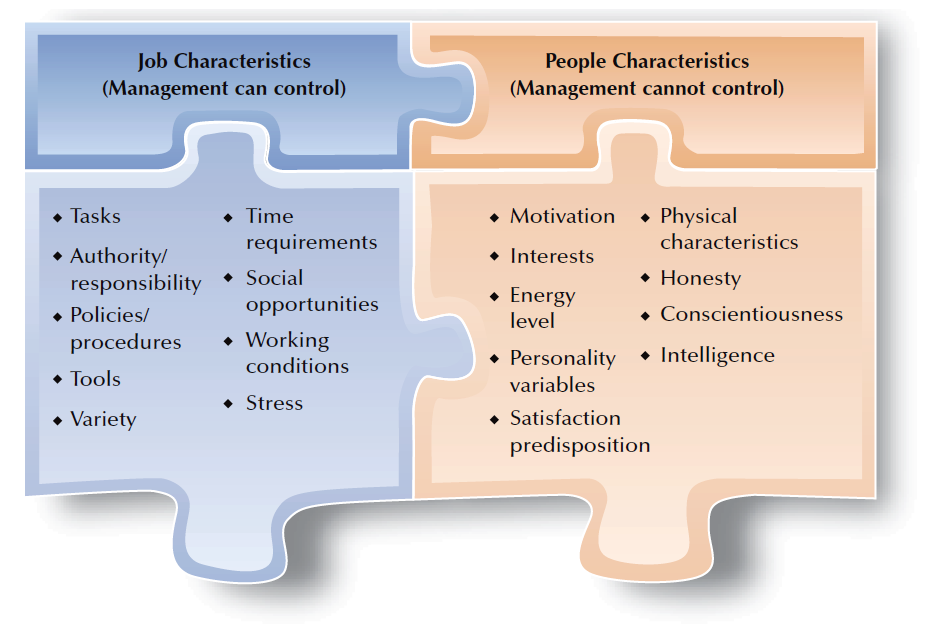 Job Characteristics
(Management can control)
People Characteristics
(Management cannot control)
◆ Tasks
◆ Authority/
responsibility
◆ Policies/
procedures
◆ Tools
◆ Variety
◆ Time
requirements
◆ Social
opportunities
◆ Working
conditions
◆ Stress
◆ Motivation
◆ Interests
◆ Energy
level
◆ Personality
variables
◆ Satisfaction
predisposition
◆ Physical
characteristics
◆ Honesty
◆ Conscientiousness
◆ Intelligence